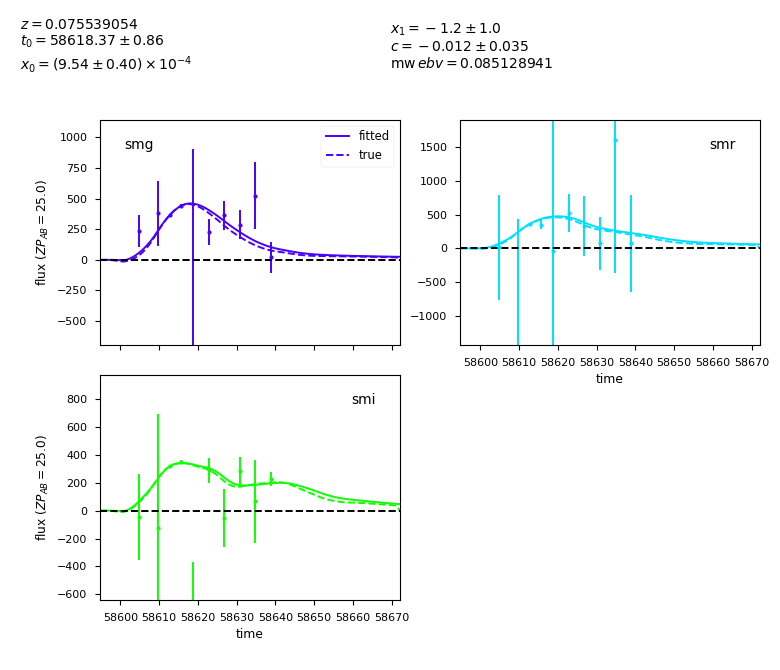 z = 0.075539054
t₀ = 58618.37 ± 0.86
x₀ = (9.54 ± 0.40) × 10⁻⁴
x₁ = −1.2 ± 1.0
c = −0.012 ± 0.035
mw ebv = 0.085128941
smg
fitted
true
1000
750
500
250
0
−250
−500
flux (ZP_AB = 25.0)
smr
1500
1000
500
0
−500
−1000
58600 58610 58620 58630 58640 58650 58660 58670
time
smi
800
600
400
200
0
−200
−400
−600
flux (ZP_AB = 25.0)
58600 58610 58620 58630 58640 58650 58660 58670
time